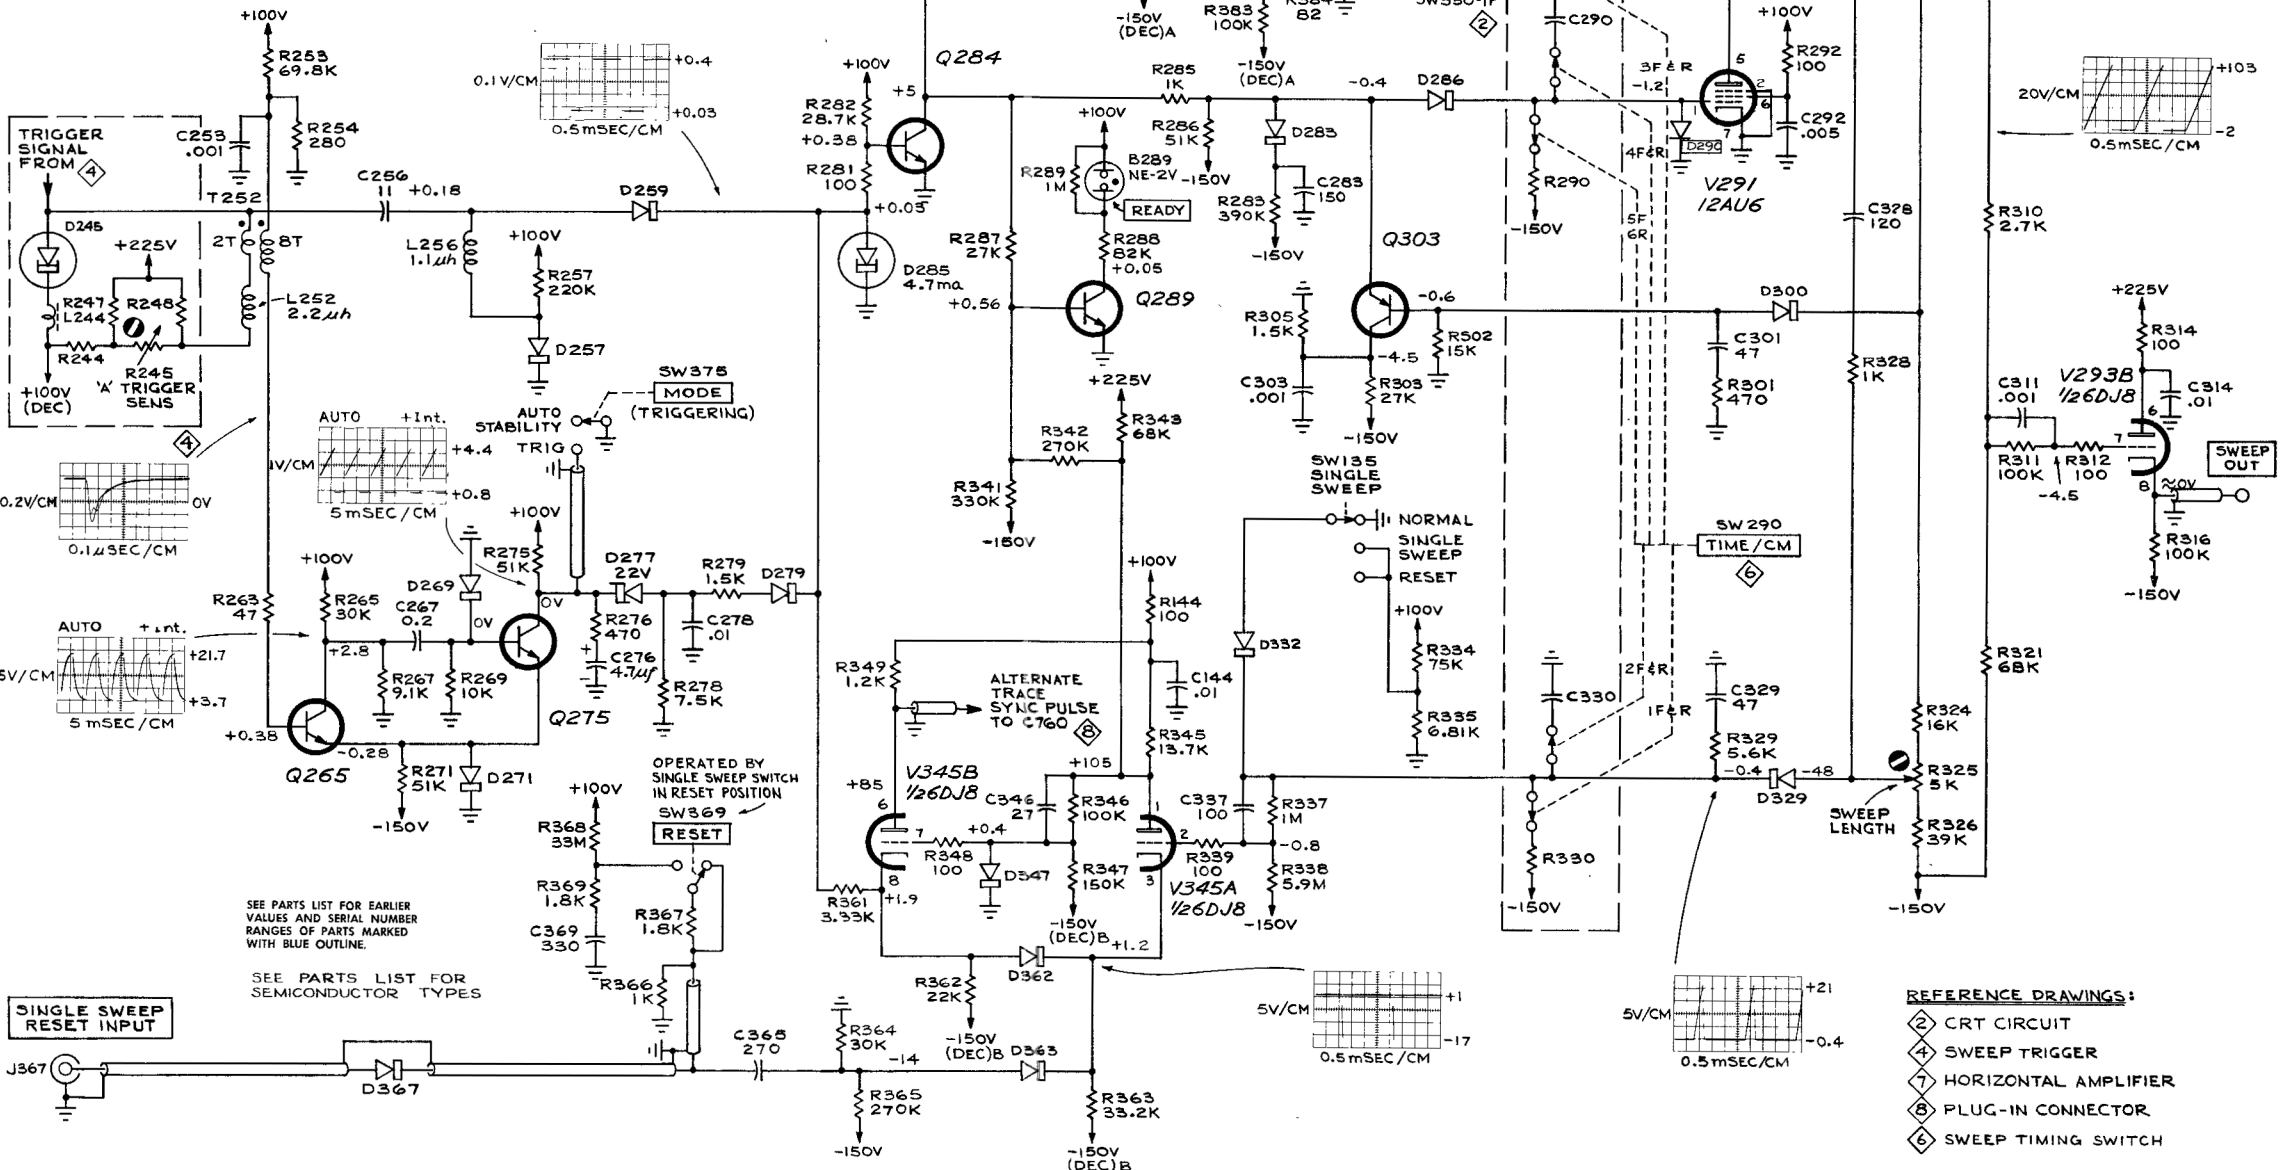 +100V
R253
69.8K
C253
.001
R254
280
TRIGGER
SIGNAL
FROM 4
T252
2T
8T
D245
+225V
R247
L244
R248
R244
R245
'A' TRIGGER
SENS
+100V
(DEC)
L252
2.2µh
C256
11
+0.18
L256
1.1µh
+100V
R257
220K
D257
D259
0.1V/CM
+0.4
+0.03
0.5mSEC/CM
+100V
R282
28.7K
+0.38
R281
100
+0.05
D285
4.7ma
Q284
+5
-150V
(DEC)A
R383
100K
-150V
(DEC)A
R384
82
SW350-1F
2
R285
1K
R286
51K
-150V
D283
R283
390K
-150V
C283
150
-0.4
D286
+100V
R289
1M
B289
NE-2V
READY
R288
82K
+0.05
Q289
R287
27K
+0.56
Q303
-0.6
R305
1.5K
C303
.001
-4.5
R303
27K
-150V
R502
15K
C290
R290
-150V
3F&R
-1.2
4F&R
5F
6R
D290
5
2
6
1
7
V291
12AU6
+100V
R292
100
C292
.005
C301
47
R301
470
D300
C328
120
R328
1K
20V/CM
+103
-2
0.5mSEC/CM
R310
2.7K
+225V
R314
100
C314
.01
C311
.001
V293B
1/26DJ8
R311
100K
R312
100
-4.5
6
7
8
≈0V
SWEEP
OUT
R316
100K
-150V
R321
68K
4
0.2V/CM
0V
0.1µSEC/CM
AUTO +Int.
1V/CM
+4.4
+0.8
5mSEC/CM
SW375
MODE
(TRIGGERING)
AUTO
STABILITY
TRIG
+100V
R275
51K
D277
22V
R279
1.5K
D279
0V
R276
470
C276
4.7µf
C278
.01
R278
7.5K
+225V
R343
68K
R342
270K
R341
330K
-150V
SW135
SINGLE
SWEEP
NORMAL
SINGLE
SWEEP
RESET
+100V
R334
75K
R335
6.81K
SW290
TIME/CM
6
+100V
R144
100
C144
.01
R345
13.7K
D332
AUTO +Int.
5V/CM
+21.7
+3.7
5mSEC/CM
R263
47
+100V
R265
30K
C267
0.2
D269
0V
+2.8
R267
9.1K
R269
10K
Q275
+0.38
-0.28
Q265
R271
51K
D271
-150V
R349
1.2K
ALTERNATE
TRACE
SYNC PULSE
TO C760 8
+105
+85
V345B
1/26DJ8
6
7
8
C346
27
R346
100K
+0.4
R348
100
D347
R347
150K
-150V
(DEC)B
1
2
3
V345A
1/26DJ8
+1.2
C337
100
R337
1M
R339
100
-0.8
R338
5.9M
-150V
C330
2F&R
1F&R
R330
-150V
C329
47
R329
5.6K
-0.4
-48
D329
R324
16K
R325
5K
SWEEP
LENGTH
R326
39K
-150V
OPERATED BY
SINGLE SWEEP SWITCH
IN RESET POSITION
SW369
RESET
+100V
R368
33M
R369
1.8K
C369
330
R367
1.8K
R366
1K
R361
3.33K
+1.9
R362
22K
-150V
(DEC)B
D362
D363
SEE PARTS LIST FOR EARLIER
VALUES AND SERIAL NUMBER
RANGES OF PARTS MARKED
WITH BLUE OUTLINE.
SEE PARTS LIST FOR
SEMICONDUCTOR TYPES
SINGLE SWEEP
RESET INPUT
J367
D367
C365
270
R364
30K
-14
R365
270K
-150V
R363
33.2K
-150V
(DEC)B
5V/CM
+1
-17
0.5mSEC/CM
5V/CM
+21
-0.4
0.5mSEC/CM
REFERENCE DRAWINGS:
2 CRT CIRCUIT
4 SWEEP TRIGGER
7 HORIZONTAL AMPLIFIER
8 PLUG-IN CONNECTOR
6 SWEEP TIMING SWITCH